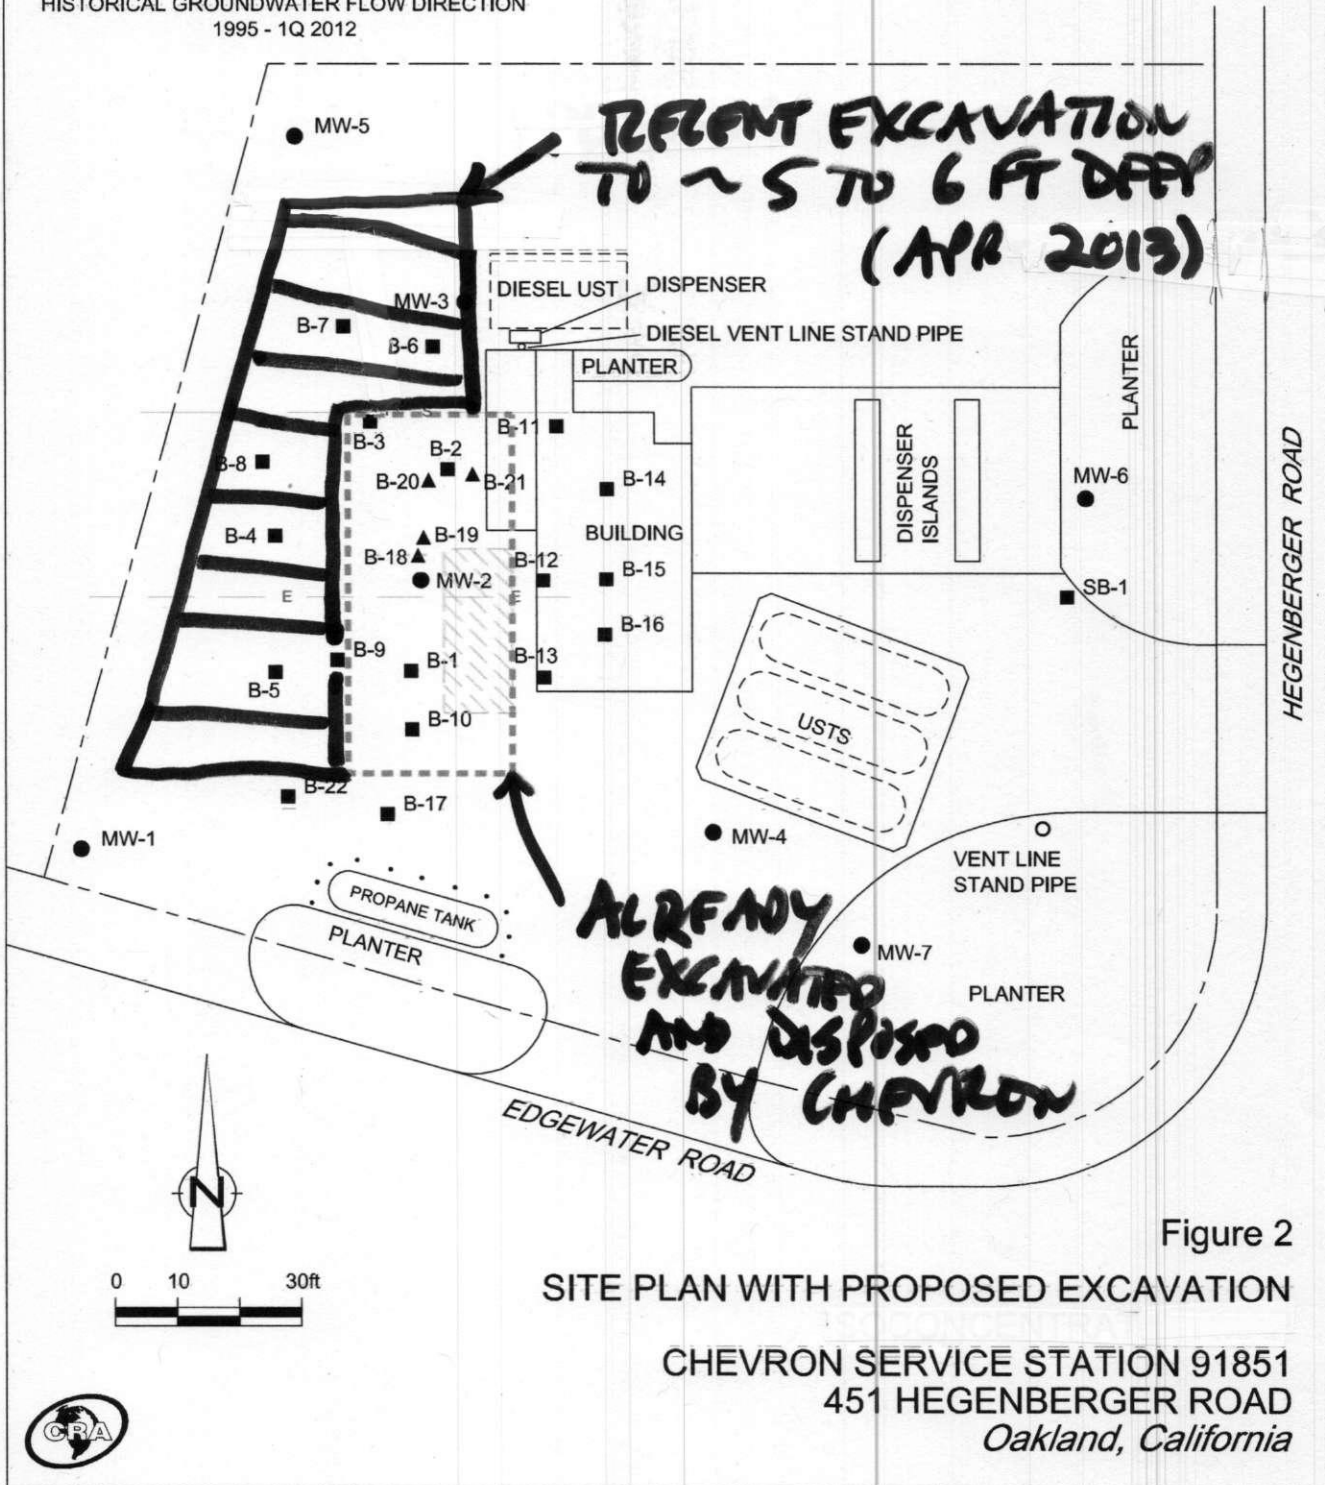 HISTORICAL GROUNDWATER FLOW DIRECTION
1995 - 1Q 2012
MW-5
RECENT EXCAVATION
TO ~ 5 TO 6 FT DEEP
(APR 2013)
DIESEL UST
DISPENSER
MW-3
B-7
DIESEL VENT LINE STAND PIPE
B-6
PLANTER
PLANTER
B-3
B-11
B-2
B-8
B-20
B-21
B-14
DISPENSER
ISLANDS
MW-6
HEGENBERGER ROAD
B-4
B-19
BUILDING
B-18
B-12
MW-2
B-15
SB-1
E
E
B-16
B-9
B-1
B-13
B-5
B-10
USTS
B-22
B-17
MW-1
MW-4
VENT LINE
STAND PIPE
PROPANE TANK
PLANTER
ALREADY
EXCAVATED
AND DISPOSED
BY CHEVRON
MW-7
PLANTER
EDGEWATER ROAD
N
0 10 30ft
Figure 2
SITE PLAN WITH PROPOSED EXCAVATION
CHEVRON SERVICE STATION 91851
451 HEGENBERGER ROAD
Oakland, California
CRA